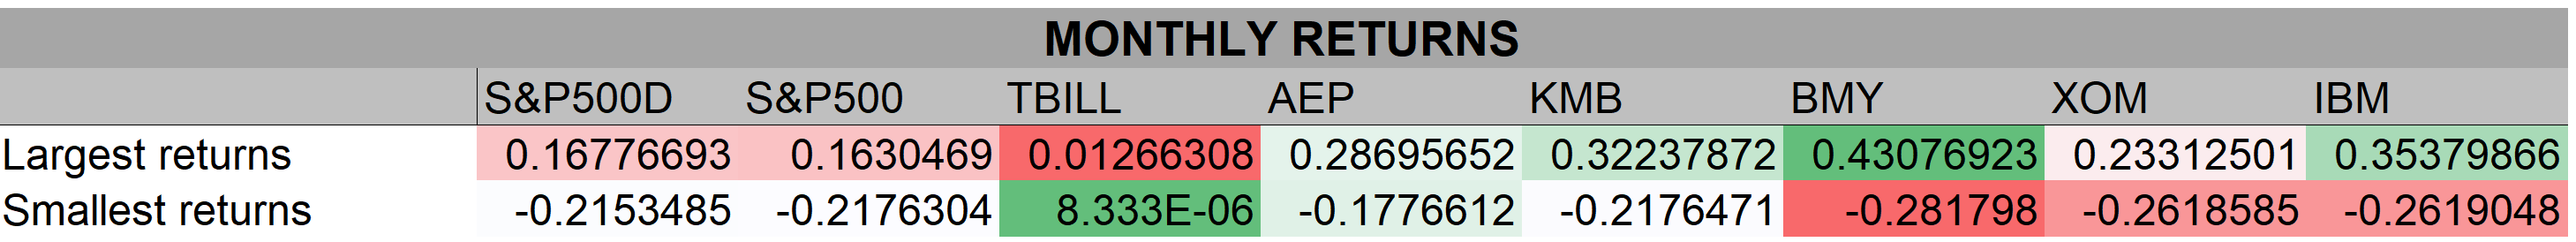 MONTHLY RETURNS
S&P500D S&P500 TBILL AEP KMB BMY XOM IBM
Largest returns 0.16776693 0.1630469 0.01266308 0.28695652 0.32237872 0.43076923 0.23312501 0.35379866
Smallest returns -0.2153485 -0.2176304 8.333E-06 -0.1776612 -0.2176471 -0.281798 -0.2618585 -0.2619048